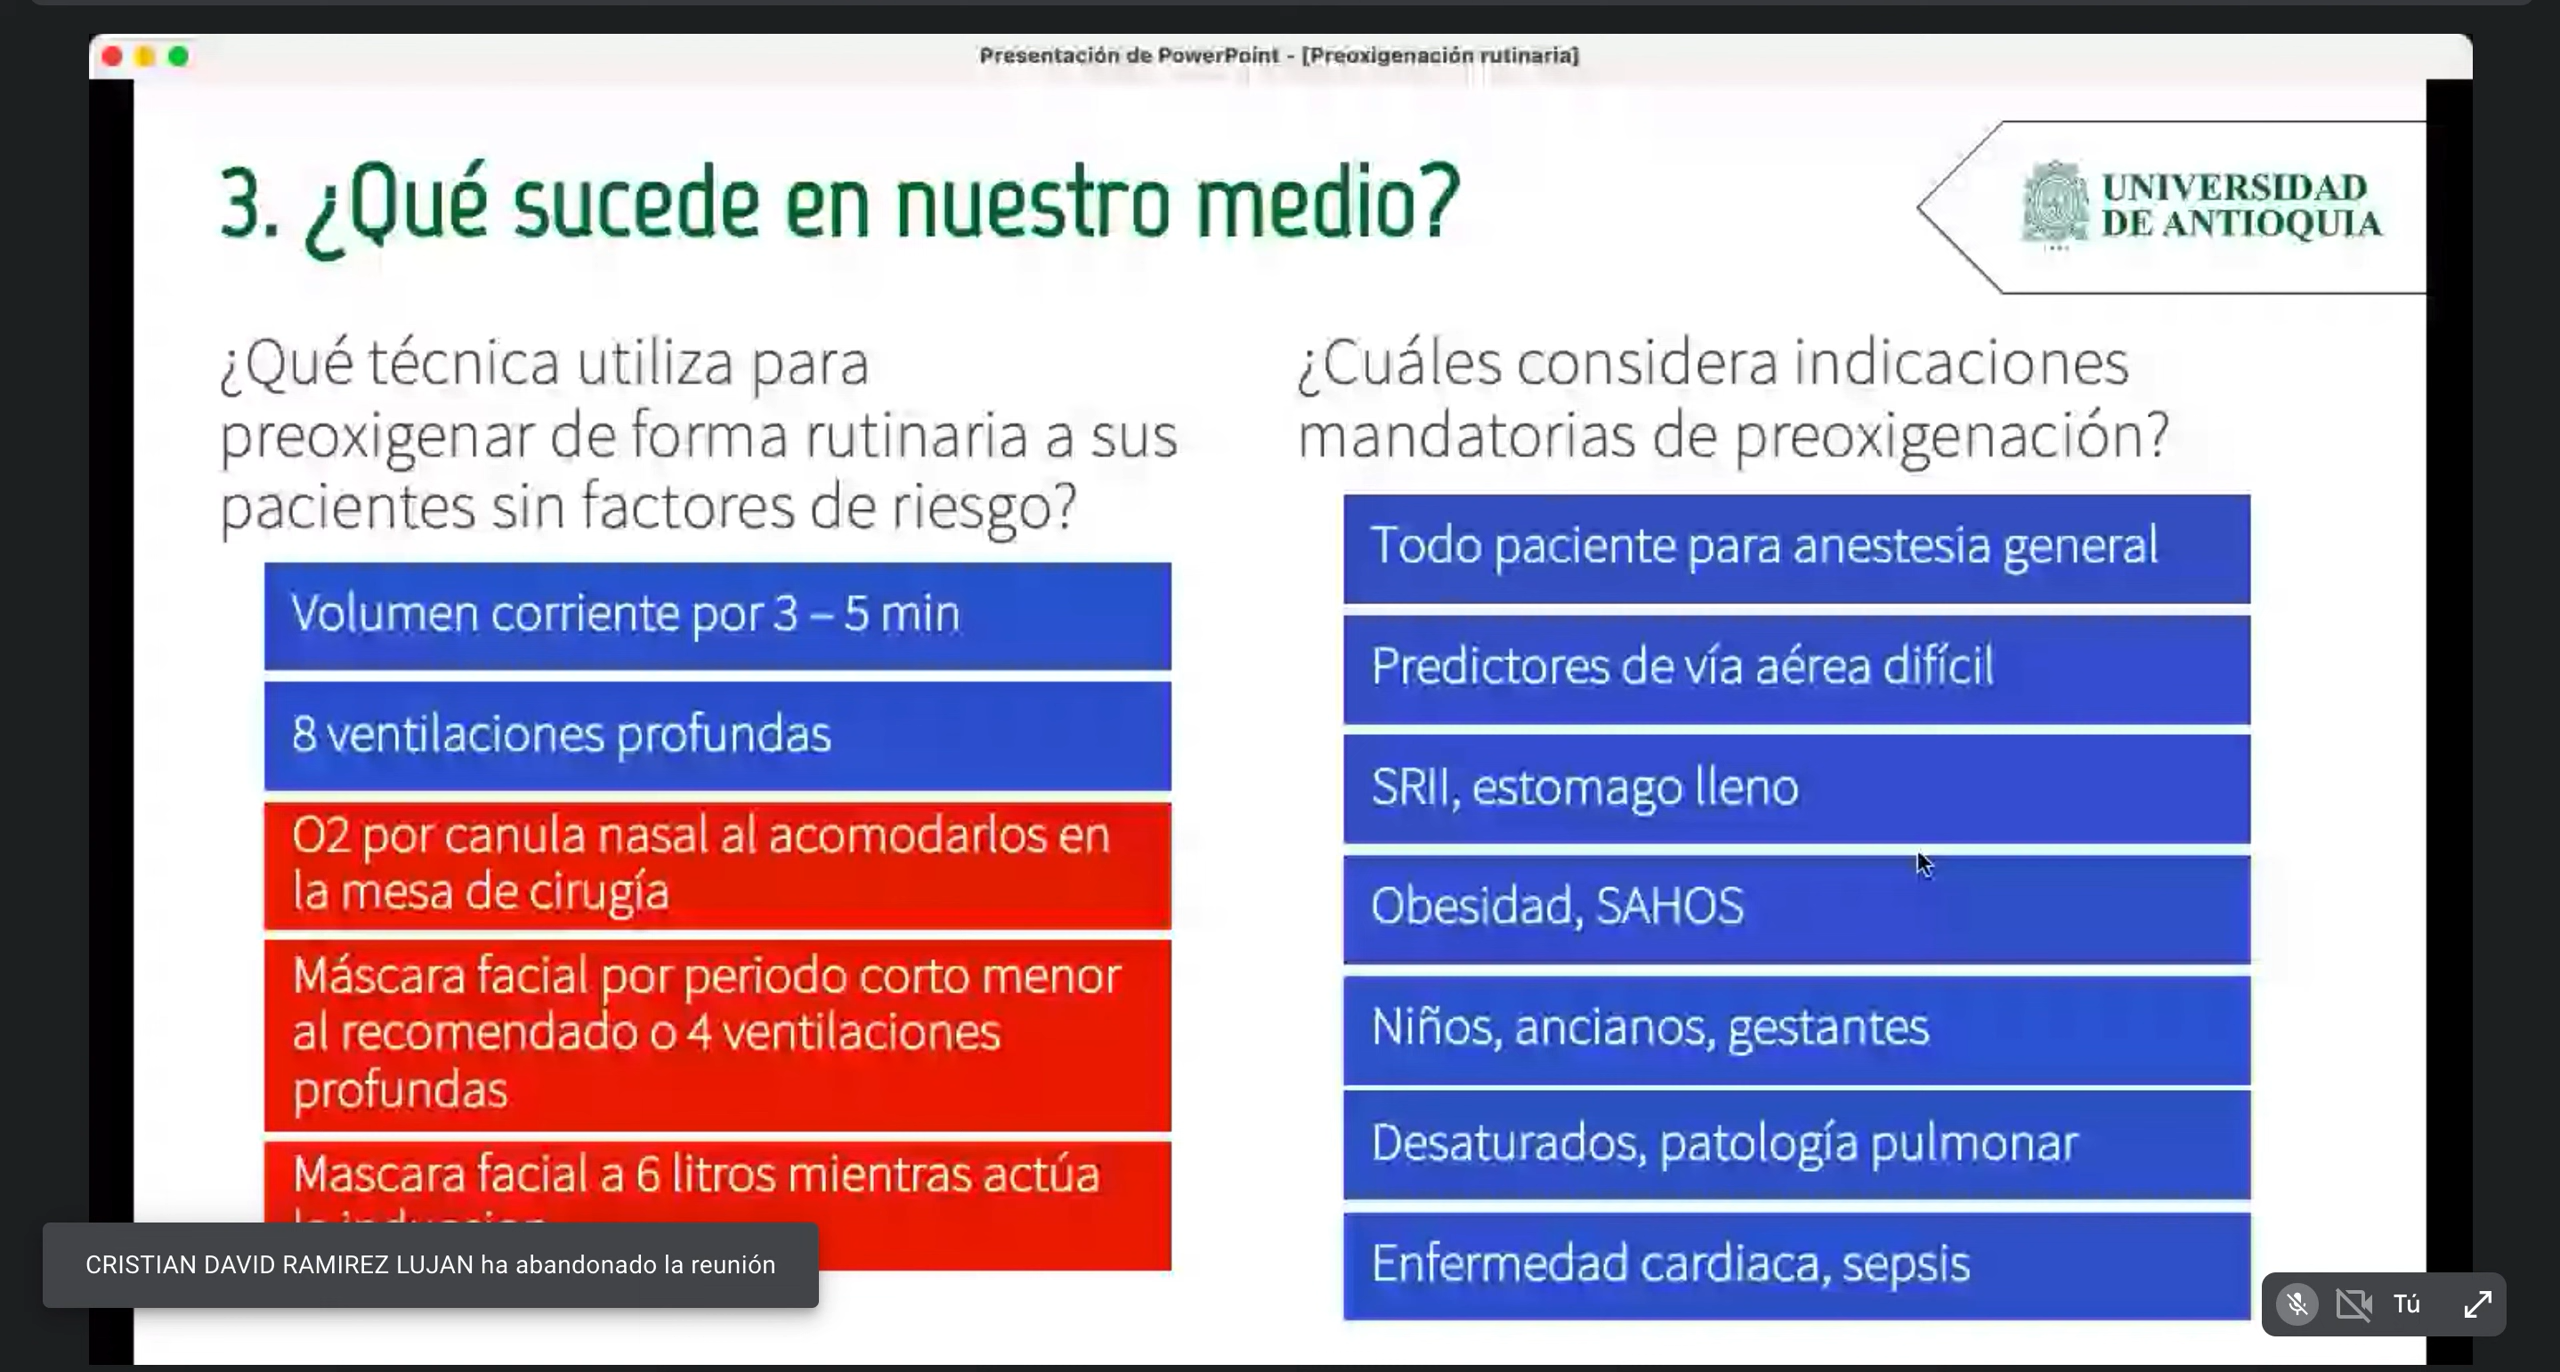 Presentación de PowerPoint - [Preoxigenación rutinaria]
3. ¿Qué sucede en nuestro medio?
UNIVERSIDAD
DE ANTIOQUIA
¿Qué técnica utiliza para
preoxigenar de forma rutinaria a sus
pacientes sin factores de riesgo?
Volumen corriente por 3 – 5 min
8 ventilaciones profundas
O2 por canula nasal al acomodarlos en
la mesa de cirugía
Máscara facial por periodo corto menor
al recomendado o 4 ventilaciones
profundas
Mascara facial a 6 litros mientras actúa
¿Cuáles considera indicaciones
mandatorias de preoxigenación?
Todo paciente para anestesia general
Predictores de vía aérea difícil
SRII, estomago lleno
Obesidad, SAHOS
Niños, ancianos, gestantes
Desaturados, patología pulmonar
Enfermedad cardiaca, sepsis
CRISTIAN DAVID RAMIREZ LUJAN ha abandonado la reunión
Tú